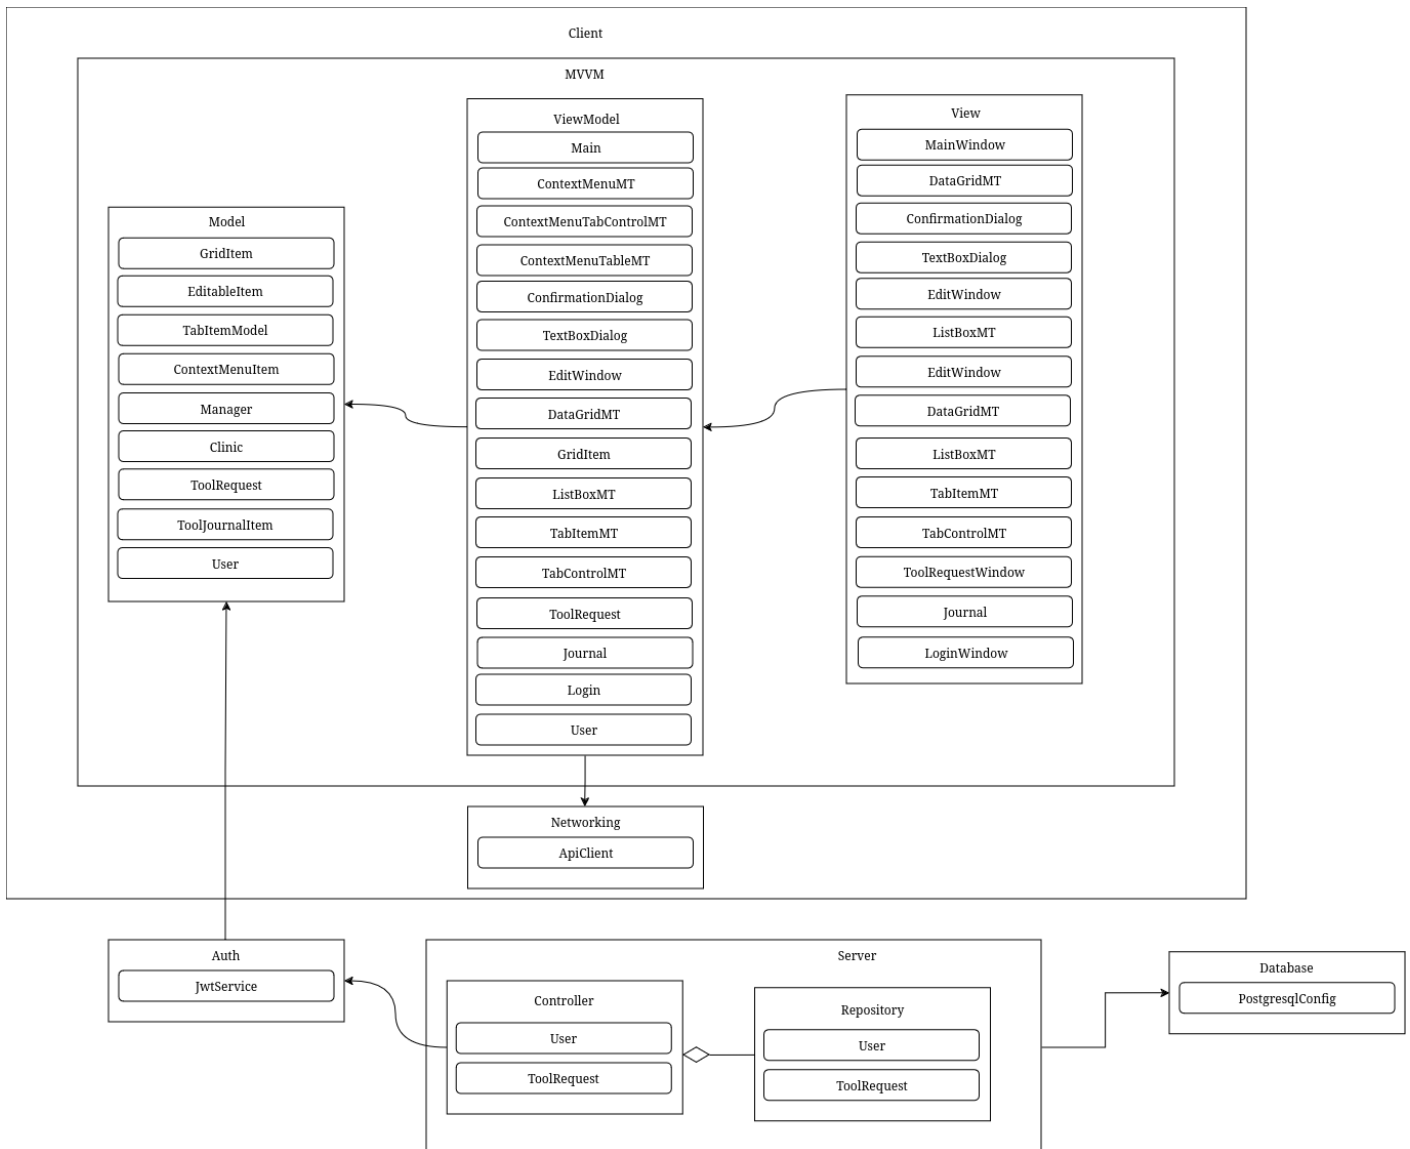 Client
MVVM
Model
GridItem
EditableItem
TabItemModel
ContextMenuItem
Manager
Clinic
ToolRequest
ToolJournalItem
User
ViewModel
Main
ContextMenuMT
ContextMenuTabControlMT
ContextMenuTableMT
ConfirmationDialog
TextBoxDialog
EditWindow
DataGridMT
GridItem
ListBoxMT
TabItemMT
TabControlMT
ToolRequest
Journal
Login
User
View
MainWindow
DataGridMT
ConfirmationDialog
TextBoxDialog
EditWindow
ListBoxMT
EditWindow
DataGridMT
ListBoxMT
TabItemMT
TabControlMT
ToolRequestWindow
Journal
LoginWindow
Networking
ApiClient
Auth
JwtService
Server
Controller
User
ToolRequest
Repository
User
ToolRequest
Database
PostgresqlConfig